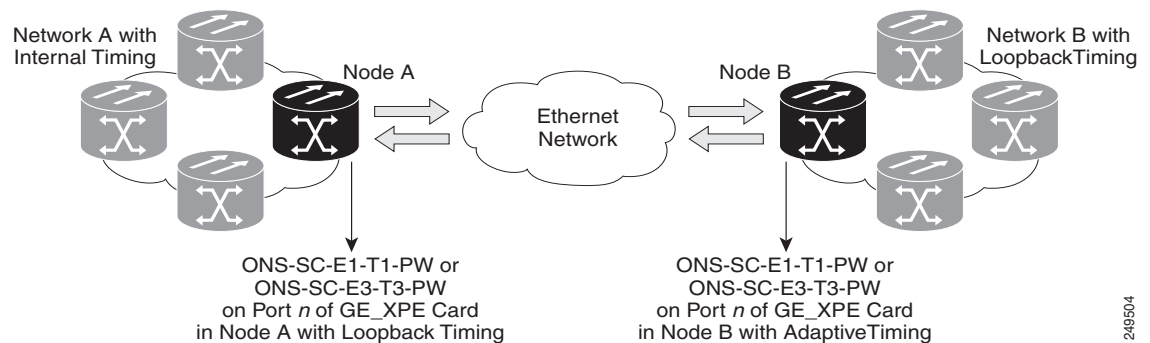 Network A with
Internal Timing
Node A
Ethernet
Network
Node B
Network B with
LoopbackTiming
ONS-SC-E1-T1-PW or
ONS-SC-E3-T3-PW
on Port n of GE_XPE Card
in Node A with Loopback Timing
ONS-SC-E1-T1-PW or
ONS-SC-E3-T3-PW
on Port n of GE_XPE Card
in Node B with AdaptiveTiming
249504